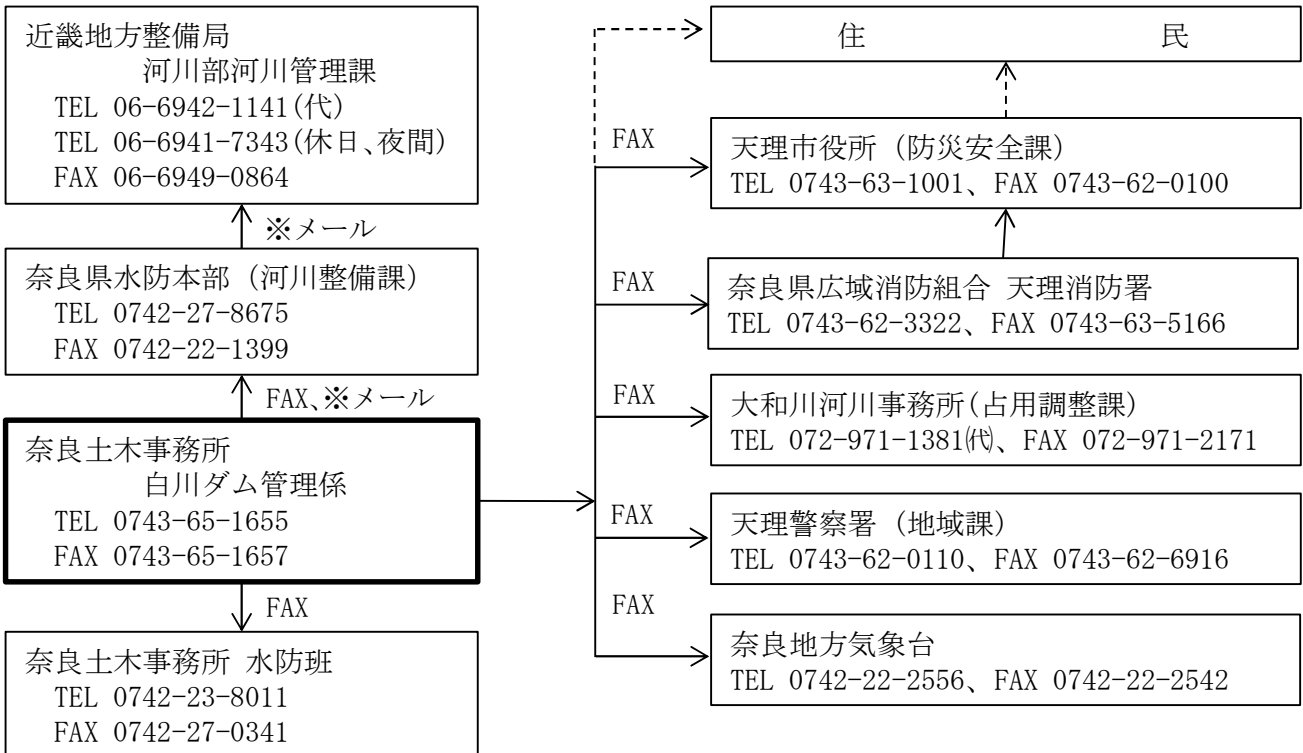 近畿地方整備局
河川部河川管理課
TEL 06-6942-1141(代)
TEL 06-6941-7343(休日、夜間)
FAX 06-6949-0864
※メール
奈良県水防本部 (河川整備課)
TEL 0742-27-8675
FAX 0742-22-1399
FAX、※メール
奈良土木事務所
白川ダム管理係
TEL 0743-65-1655
FAX 0743-65-1657
FAX
奈良土木事務所 水防班
TEL 0742-23-8011
FAX 0742-27-0341
住 民
FAX
天理市役所 (防災安全課)
TEL 0743-63-1001、FAX 0743-62-0100
FAX
奈良県広域消防組合 天理消防署
TEL 0743-62-3322、FAX 0743-63-5166
FAX
大和川河川事務所(占用調整課)
TEL 072-971-1381㈹、FAX 072-971-2171
FAX
天理警察署 (地域課)
TEL 0743-62-0110、FAX 0743-62-6916
FAX
奈良地方気象台
TEL 0742-22-2556、FAX 0742-22-2542